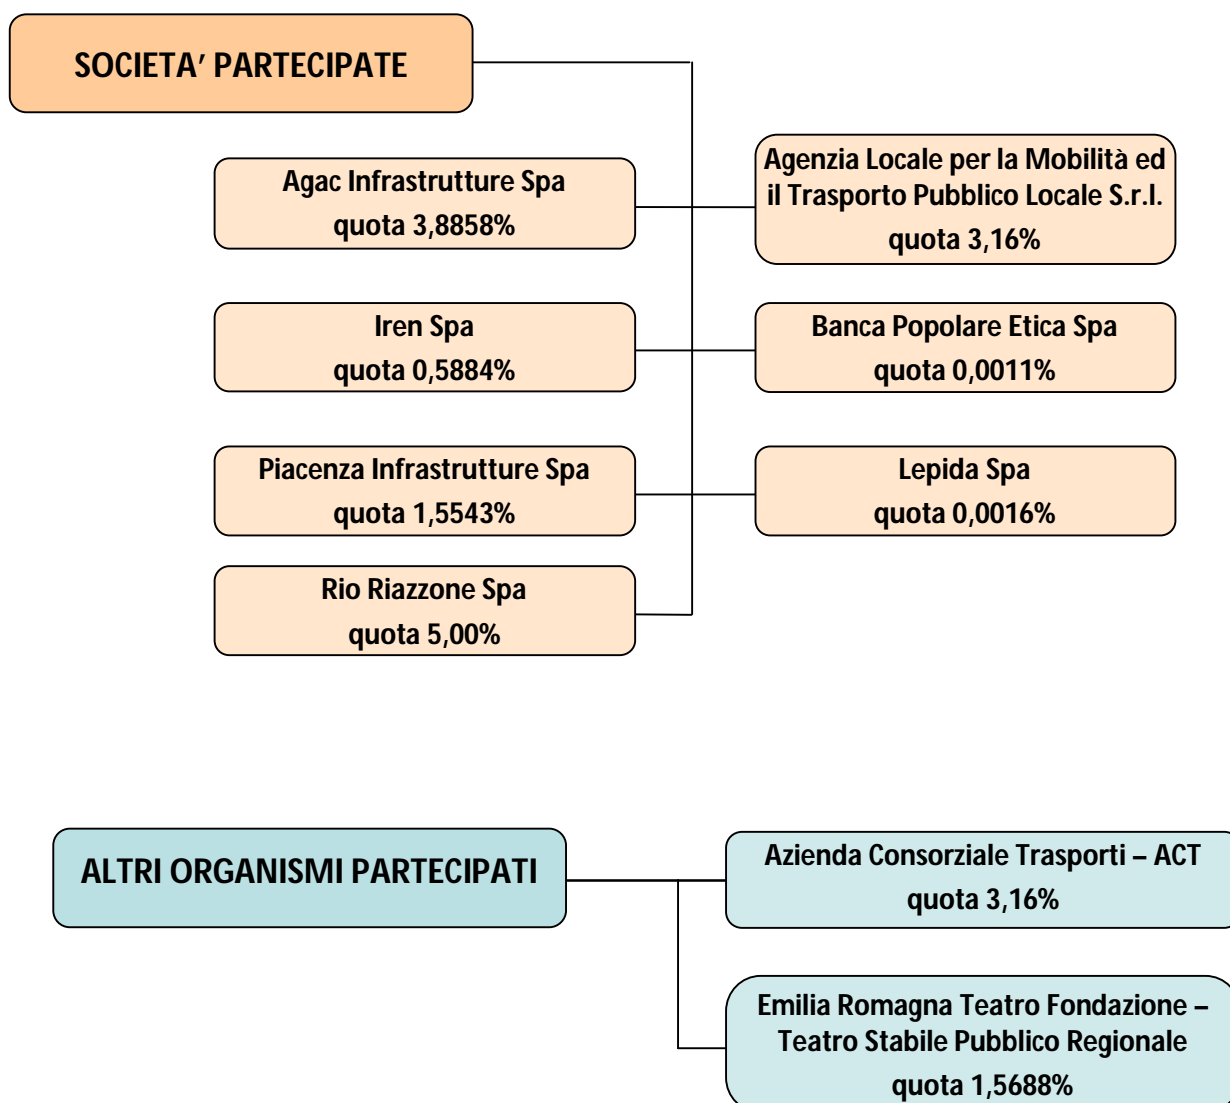 SOCIETA’ PARTECIPATE
Agac Infrastrutture Spa
quota 3,8858%
Agenzia Locale per la Mobilità ed
il Trasporto Pubblico Locale S.r.l.
quota 3,16%
Iren Spa
quota 0,5884%
Banca Popolare Etica Spa
quota 0,0011%
Piacenza Infrastrutture Spa
quota 1,5543%
Lepida Spa
quota 0,0016%
Rio Riazzone Spa
quota 5,00%
ALTRI ORGANISMI PARTECIPATI
Azienda Consorziale Trasporti – ACT
quota 3,16%
Emilia Romagna Teatro Fondazione –
Teatro Stabile Pubblico Regionale
quota 1,5688%